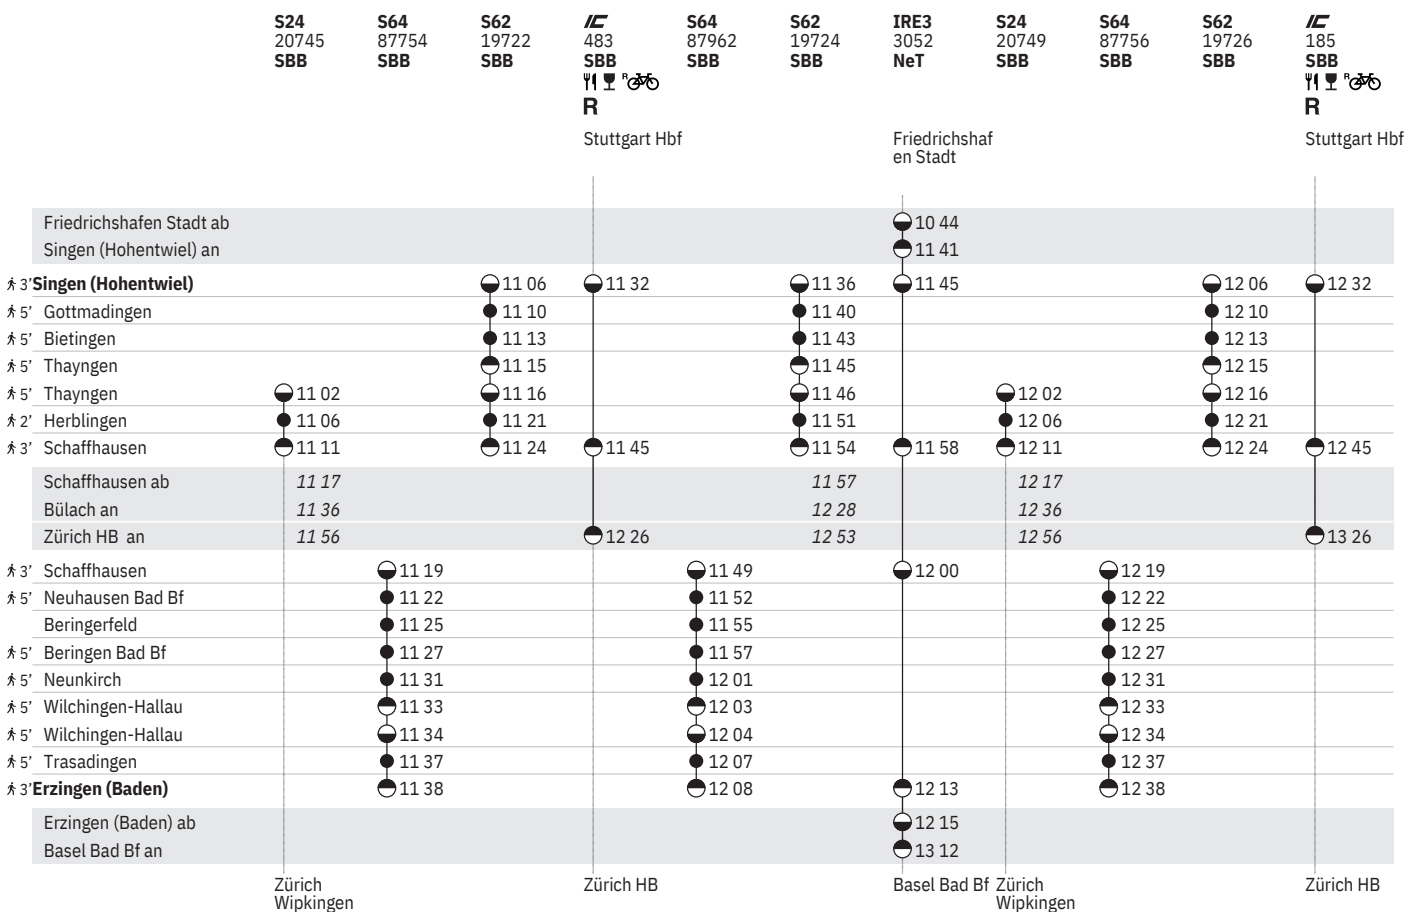 S24 S64 S62 IC S64 S62 IRE3 S24 S64 S62 IC
20745 87754 19722 483 87962 19724 3052 20749 87756 19726 185
SBB SBB SBB SBB SBB SBB NeT SBB SBB SBB SBB
R R
R R
Stuttgart Hbf Friedrichshaf Stuttgart Hbf
en Stadt
Friedrichshafen Stadt ab 10 44
Singen (Hohentwiel) an 11 41
3’ Singen (Hohentwiel) 11 06 11 32 11 36 11 45 12 06 12 32
5’ Gottmadingen 11 10 11 40 12 10
5’ Bietingen 11 13 11 43 12 13
5’ Thayngen 11 15 11 45 12 15
5’ Thayngen 11 02 11 16 11 46 12 02 12 16
2’ Herblingen 11 06 11 21 11 51 12 06 12 21
3’ Schaffhausen 11 11 11 24 11 45 11 54 11 58 12 11 12 24 12 45
Schaffhausen ab 11 17 11 57 12 17
Bülach an 11 36 12 28 12 36
Zürich HB an 11 56 12 26 12 53 12 56 13 26
3’ Schaffhausen 11 19 11 49 12 00 12 19
5’ Neuhausen Bad Bf 11 22 11 52 12 22
Beringerfeld 11 25 11 55 12 25
5’ Beringen Bad Bf 11 27 11 57 12 27
5’ Neunkirch 11 31 12 01 12 31
5’ Wilchingen-Hallau 11 33 12 03 12 33
5’ Wilchingen-Hallau 11 34 12 04 12 34
5’ Trasadingen 11 37 12 07 12 37
3’ Erzingen (Baden) 11 38 12 08 12 13 12 38
Erzingen (Baden) ab 12 15
Basel Bad Bf an 13 12
Zürich Zürich HB Basel Bad Bf Zürich Zürich HB
Wipkingen Wipkingen